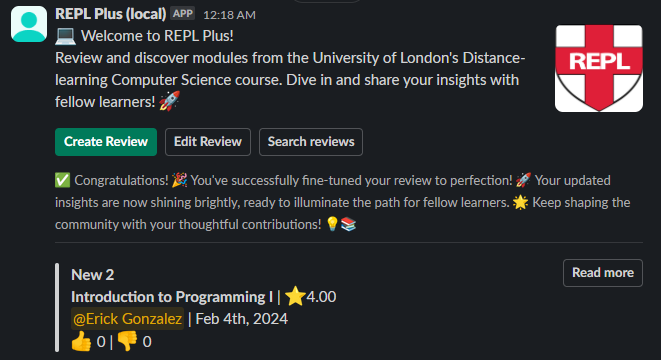 REPL Plus (local) APP 12:18 AM
💻 Welcome to REPL Plus!
Review and discover modules from the University of London's Distance-
learning Computer Science course. Dive in and share your insights with
fellow learners! 🚀
REPL
Create Review
Edit Review
Search reviews
✅ Congratulations! 🎉 You've successfully fine-tuned your review to perfection! 🚀 Your updated
insights are now shining brightly, ready to illuminate the path for fellow learners. 🌟 Keep shaping the
community with your thoughtful contributions! 💡📚
New 2
Read more
Introduction to Programming I | ⭐4.00
@Erick Gonzalez | Feb 4th, 2024
👍 0 | 👎 0